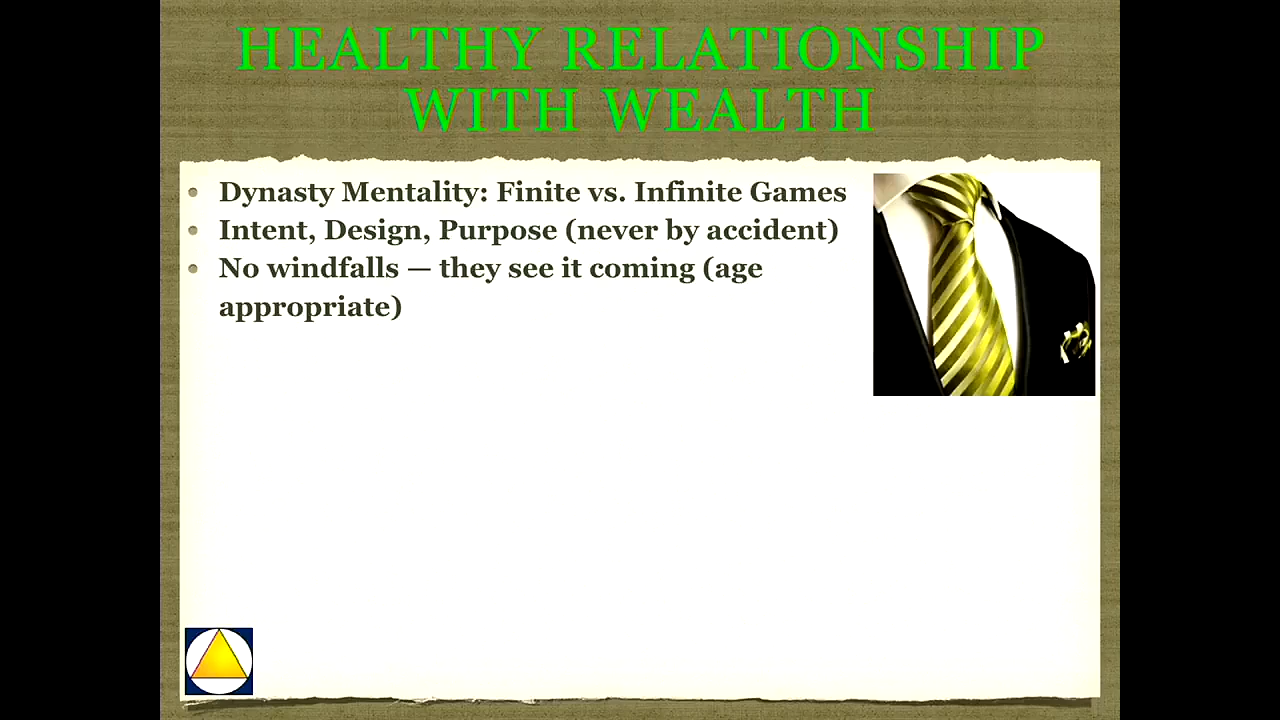 HEALTHY RELATIONSHIP
WITH WEALTH
• Dynasty Mentality: Finite vs. Infinite Games
• Intent, Design, Purpose (never by accident)
• No windfalls — they see it coming (age
appropriate)